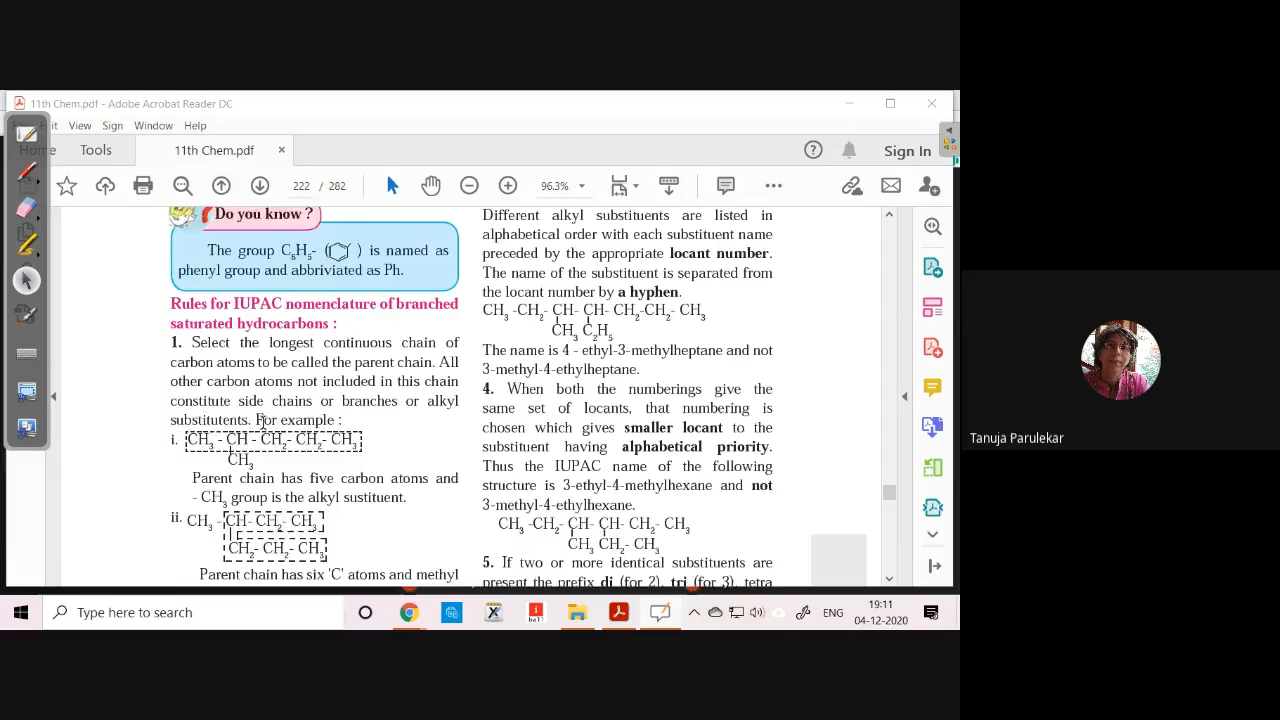 11th Chem.pdf - Adobe Acrobat Reader DC
View Sign Window Help
Home Tools 11th Chem.pdf × Sign In
222 / 282 96.3%
Do you know ?
The group C₆H₅- ( ) is named as
phenyl group and abbriviated as Ph.
Rules for IUPAC nomenclature of branched
saturated hydrocarbons :
1. Select the longest continuous chain of
carbon atoms to be called the parent chain. All
other carbon atoms not included in this chain
constitute side chains or branches or alkyl
substitutents. For example :
i. CH₃ - CH - CH₂- CH₂- CH₃
CH₃
Parent chain has five carbon atoms and
- CH₃ group is the alkyl sustituent.
ii. CH₃ - CH- CH₂- CH₃
CH₂- CH₂- CH₃
Parent chain has six 'C' atoms and methyl
Different alkyl substituents are listed in
alphabetical order with each substituent name
preceded by the appropriate locant number.
The name of the substituent is separated from
the locant number by a hyphen.
CH₃ -CH₂- CH- CH- CH₂-CH₂- CH₃
CH₃ C₂H₅
The name is 4 - ethyl-3-methylheptane and not
3-methyl-4-ethylheptane.
4. When both the numberings give the
same set of locants, that numbering is
chosen which gives smaller locant to the
substituent having alphabetical priority.
Thus the IUPAC name of the following
structure is 3-ethyl-4-methylhexane and not
3-methyl-4-ethylhexane.
CH₃ -CH₂- CH- CH- CH₂- CH₃
CH₃ CH₂- CH₃
5. If two or more identical substituents are
present the prefix di (for 2), tri (for 3), tetra
Tanuja Parulekar
Type here to search
ball
ENG
19:11
04-12-2020